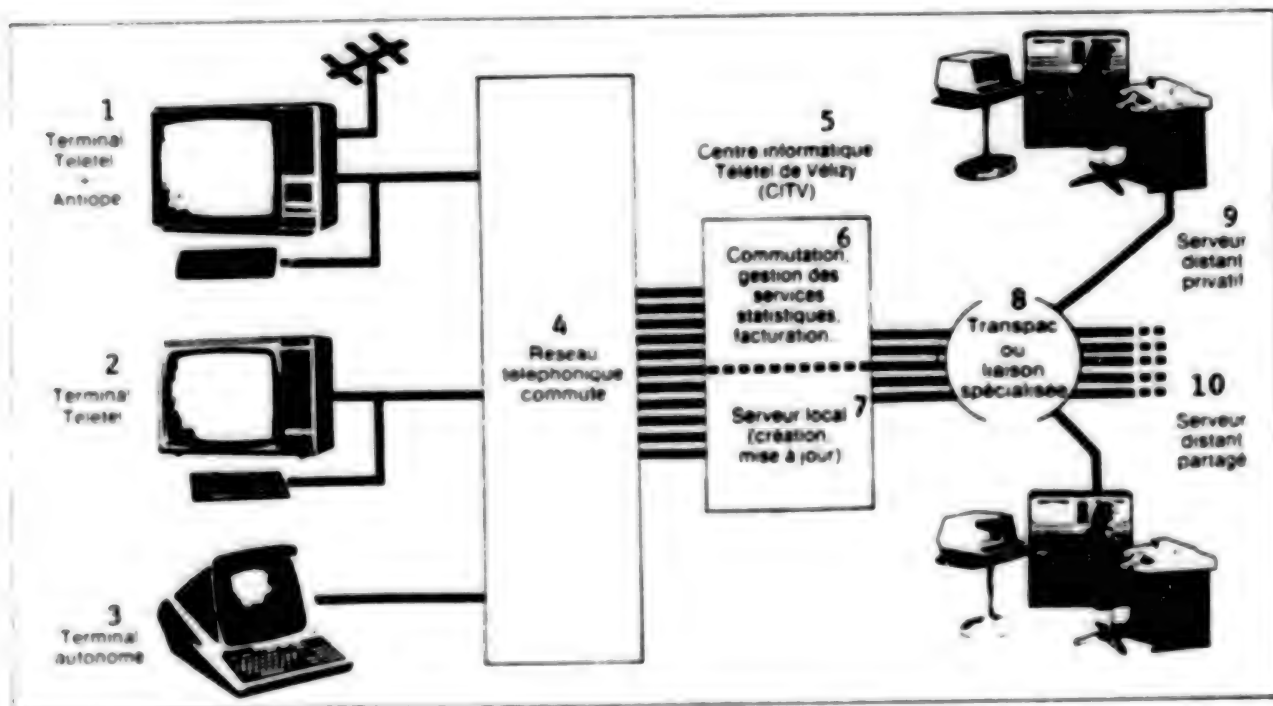 1
Terminal
Teletel
+
Antiope
2
Terminal
Teletel
3
Terminal
autonome
4
Reseau
telephonique
commute
5
Centre informatique
Teletel de Vélizy
(CITV)
6
Commutation,
gestion des
services
statistiques,
facturation...
7
Serveur local
(création,
mise à jour)
8
Transpac
ou
liaison
spécialisée
9
Serveur
distant
privatif
10
Serveur
distant
partagé